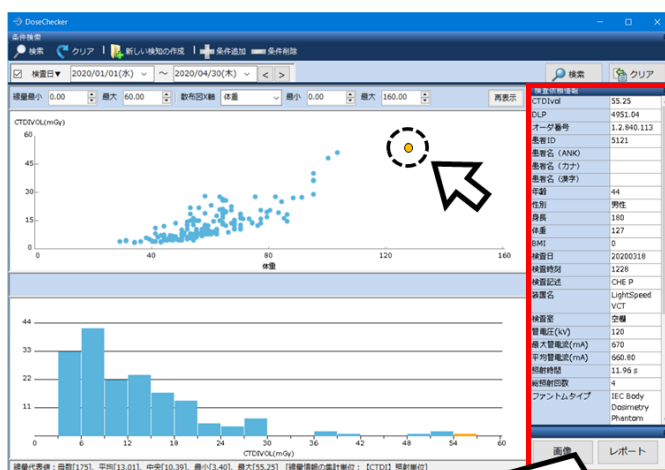 DoseChecker
条件検索
検索 クリア 新しい検知の作成 条件追加 条件削除
検査日▼ 2020/01/01(水) ～ 2020/04/30(木) < > 検索 クリア
線量最小 0.00 最大 60.00 散布図X軸 体重 最小 0.00 最大 160.00 再表示
CTDIVOL(mGy)
60
45
30
15
0
0 40 80 120 160
体重
44
33
22
11
0 6 12 18 24 30 36 42 48 54 60
CTDIVOL(mGy)
線量代表値：母数[175]、平均[13.01]、中央[10.39]、最小[3.40]、最大[55.25] [線量情報の集計単位：【CTDI】照射単位]
検査依頼情報
CTDIvol 55.25
DLP 4951.04
オーダ番号 1.2.840.113
患者ID 5121
患者名（ANK）
患者名（カナ）
患者名（漢字）
年齢 44
性別 男性
身長 180
体重 127
BMI 0
検査日 20200318
検査時刻 1228
検査記述 CHE P
装置名 LightSpeed
VCT
検査室 空欄
管電圧(kV) 120
最大管電流(mA) 670
平均管電流(mA) 660.80
照射時間 11.96 s
総照射回数 4
ファントムタイプ IEC Body
Dosimetry
Phantom
画像 レポート